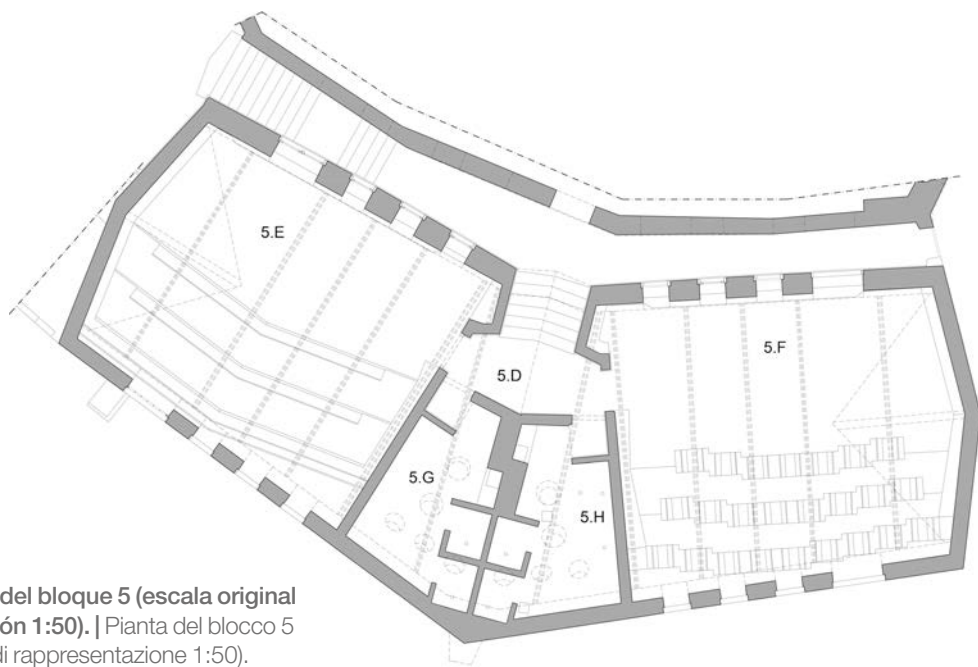 5.E
5.F
5.D
5.G
5.H
del bloque 5 (escala original
ón 1:50). | Pianta del blocco 5
di rappresentazione 1:50).